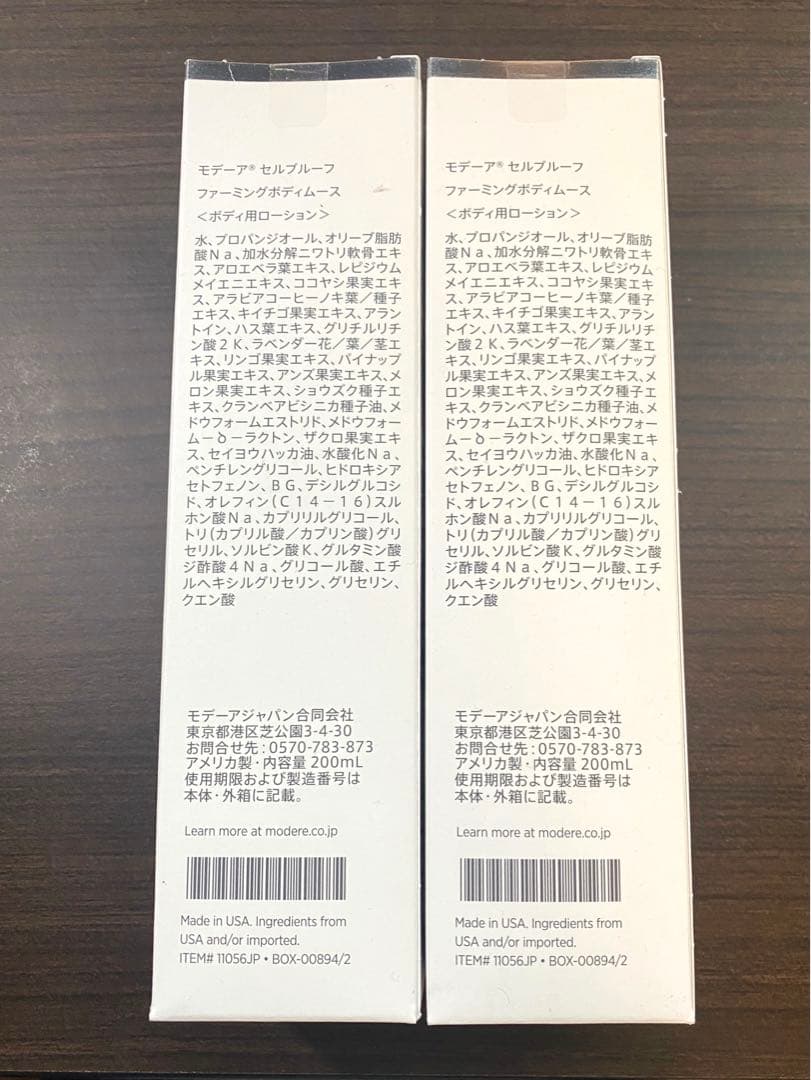 モデーア® セルプルーフ
ファーミングボディムース
＜ボディ用ローション＞
水、プロパンジオール、オリーブ脂肪
酸Ｎａ、加水分解ニワトリ軟骨エキ
ス、アロエベラ葉エキス、レピジウム
メイエニエキス、ココヤシ果実エキ
ス、アラビアコーヒーノキ葉／種子
エキス、キイチゴ果実エキス、アラン
トイン、ハス葉エキス、グリチルリチ
ン酸２Ｋ、ラベンダー花／葉／茎エ
キス、リンゴ果実エキス、パイナップ
ル果実エキス、アンズ果実エキス、メ
ロン果実エキス、ショウズク種子エ
キス、クランベアビシニカ種子油、メ
ドウフォームエストリド、メドウフォー
ム－δ－ラクトン、ザクロ果実エキ
ス、セイヨウハッカ油、水酸化Ｎａ、
ペンチレングリコール、ヒドロキシア
セトフェノン、ＢＧ、デシルグルコシ
ド、オレフィン（Ｃ１４－１６）スル
ホン酸Ｎａ、カプリリルグリコール、
トリ(カプリル酸／カプリン酸)グリ
セリル、ソルビン酸Ｋ、グルタミン酸
ジ酢酸４Ｎａ、グリコール酸、エチ
ルヘキシルグリセリン、グリセリン、
クエン酸
モデーアジャパン合同会社
東京都港区芝公園3-4-30
お問合せ先：0570-783-873
アメリカ製・内容量 200mL
使用期限および製造番号は
本体・外箱に記載。
Learn more at modere.co.jp
Made in USA. Ingredients from
USA and/or imported.
ITEM# 11056JP • BOX-00894/2
モデーア® セルプルーフ
ファーミングボディムース
＜ボディ用ローション＞
水、プロパンジオール、オリーブ脂肪
酸Ｎａ、加水分解ニワトリ軟骨エキ
ス、アロエベラ葉エキス、レピジウム
メイエニエキス、ココヤシ果実エキ
ス、アラビアコーヒーノキ葉／種子
エキス、キイチゴ果実エキス、アラン
トイン、ハス葉エキス、グリチルリチ
ン酸２Ｋ、ラベンダー花／葉／茎エ
キス、リンゴ果実エキス、パイナップ
ル果実エキス、アンズ果実エキス、メ
ロン果実エキス、ショウズク種子エ
キス、クランベアビシニカ種子油、メ
ドウフォームエストリド、メドウフォー
ム－δ－ラクトン、ザクロ果実エキ
ス、セイヨウハッカ油、水酸化Ｎａ、
ペンチレングリコール、ヒドロキシア
セトフェノン、ＢＧ、デシルグルコシ
ド、オレフィン（Ｃ１４－１６）スル
ホン酸Ｎａ、カプリリルグリコール、
トリ(カプリル酸／カプリン酸)グリ
セリル、ソルビン酸Ｋ、グルタミン酸
ジ酢酸４Ｎａ、グリコール酸、エチ
ルヘキシルグリセリン、グリセリン、
クエン酸
モデーアジャパン合同会社
東京都港区芝公園3-4-30
お問合せ先：0570-783-873
アメリカ製・内容量 200mL
使用期限および製造番号は
本体・外箱に記載。
Learn more at modere.co.jp
Made in USA. Ingredients from
USA and/or imported.
ITEM# 11056JP • BOX-00894/2